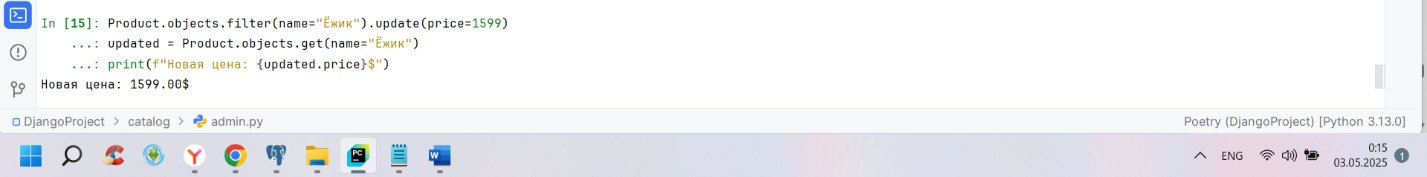 In [15]: Product.objects.filter(name="Ёжик").update(price=1599)
    ...: updated = Product.objects.get(name="Ёжик")
    ...: print(f"Новая цена: {updated.price}$")
Новая цена: 1599.00$
DjangoProject > catalog > admin.py
Poetry (DjangoProject) [Python 3.13.0]
PC
W
ENG
0:15
03.05.2025
1